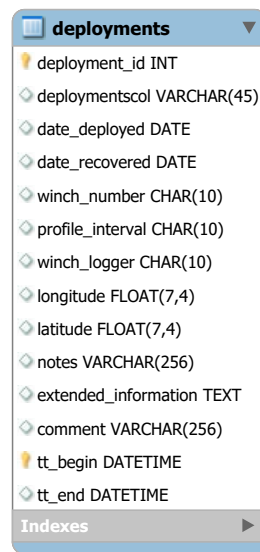 deployments
deployment_id INT
deploymentscol VARCHAR(45)
date_deployed DATE
date_recovered DATE
winch_number CHAR(10)
profile_interval CHAR(10)
winch_logger CHAR(10)
longitude FLOAT(7,4)
latitude FLOAT(7,4)
notes VARCHAR(256)
extended_information TEXT
comment VARCHAR(256)
tt_begin DATETIME
tt_end DATETIME
Indexes